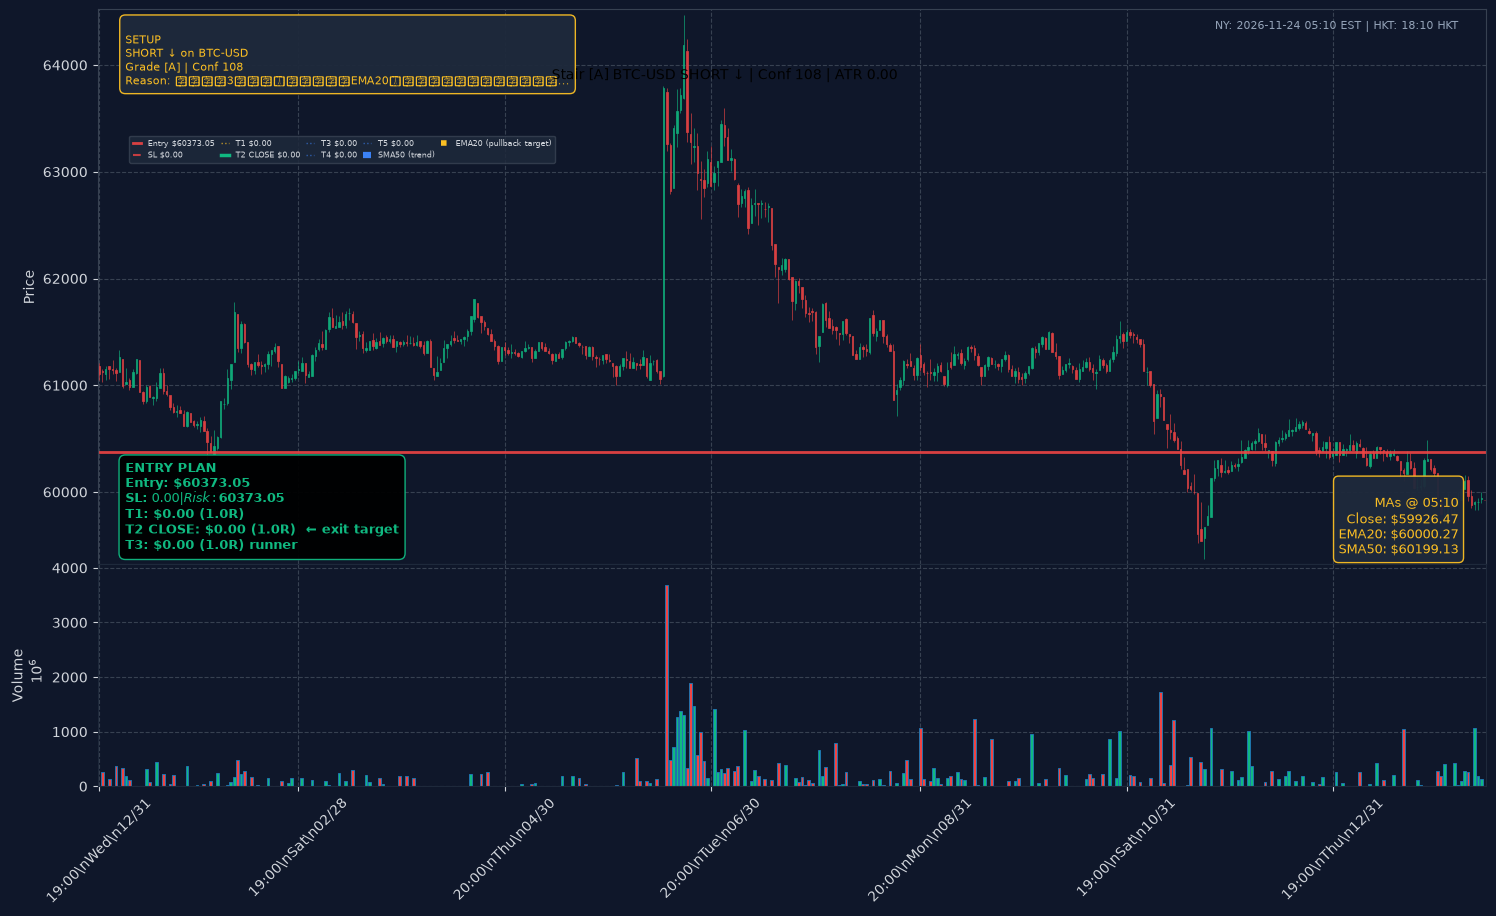 NY: 2026-11-24 05:10 EST | HKT: 18:10 HKT
SETUP
SHORT ↓ on BTC-USD
Grade [A] | Conf 108
Reason: 3 EMA20 ...
Stair [A] BTC-USD SHORT ↓ | Conf 108 | ATR 0.00
Entry $60373.05
SL $0.00
T1 $0.00
T2 CLOSE $0.00
T3 $0.00
T4 $0.00
T5 $0.00
SMA50 (trend)
EMA20 (pullback target)
Price
64000
63000
62000
61000
60000
ENTRY PLAN
Entry: $60373.05
SL: 0.00|Risk:60373.05
T1: $0.00 (1.0R)
T2 CLOSE: $0.00 (1.0R) ← exit target
T3: $0.00 (1.0R) runner
MAs @ 05:10
Close: $59926.47
EMA20: $60000.27
SMA50: $60199.13
Volume
10⁶
4000
3000
2000
1000
0
19:00\nWed\n12/31
19:00\nSat\n02/28
20:00\nThu\n04/30
20:00\nTue\n06/30
20:00\nMon\n08/31
19:00\nSat\n10/31
19:00\nThu\n12/31